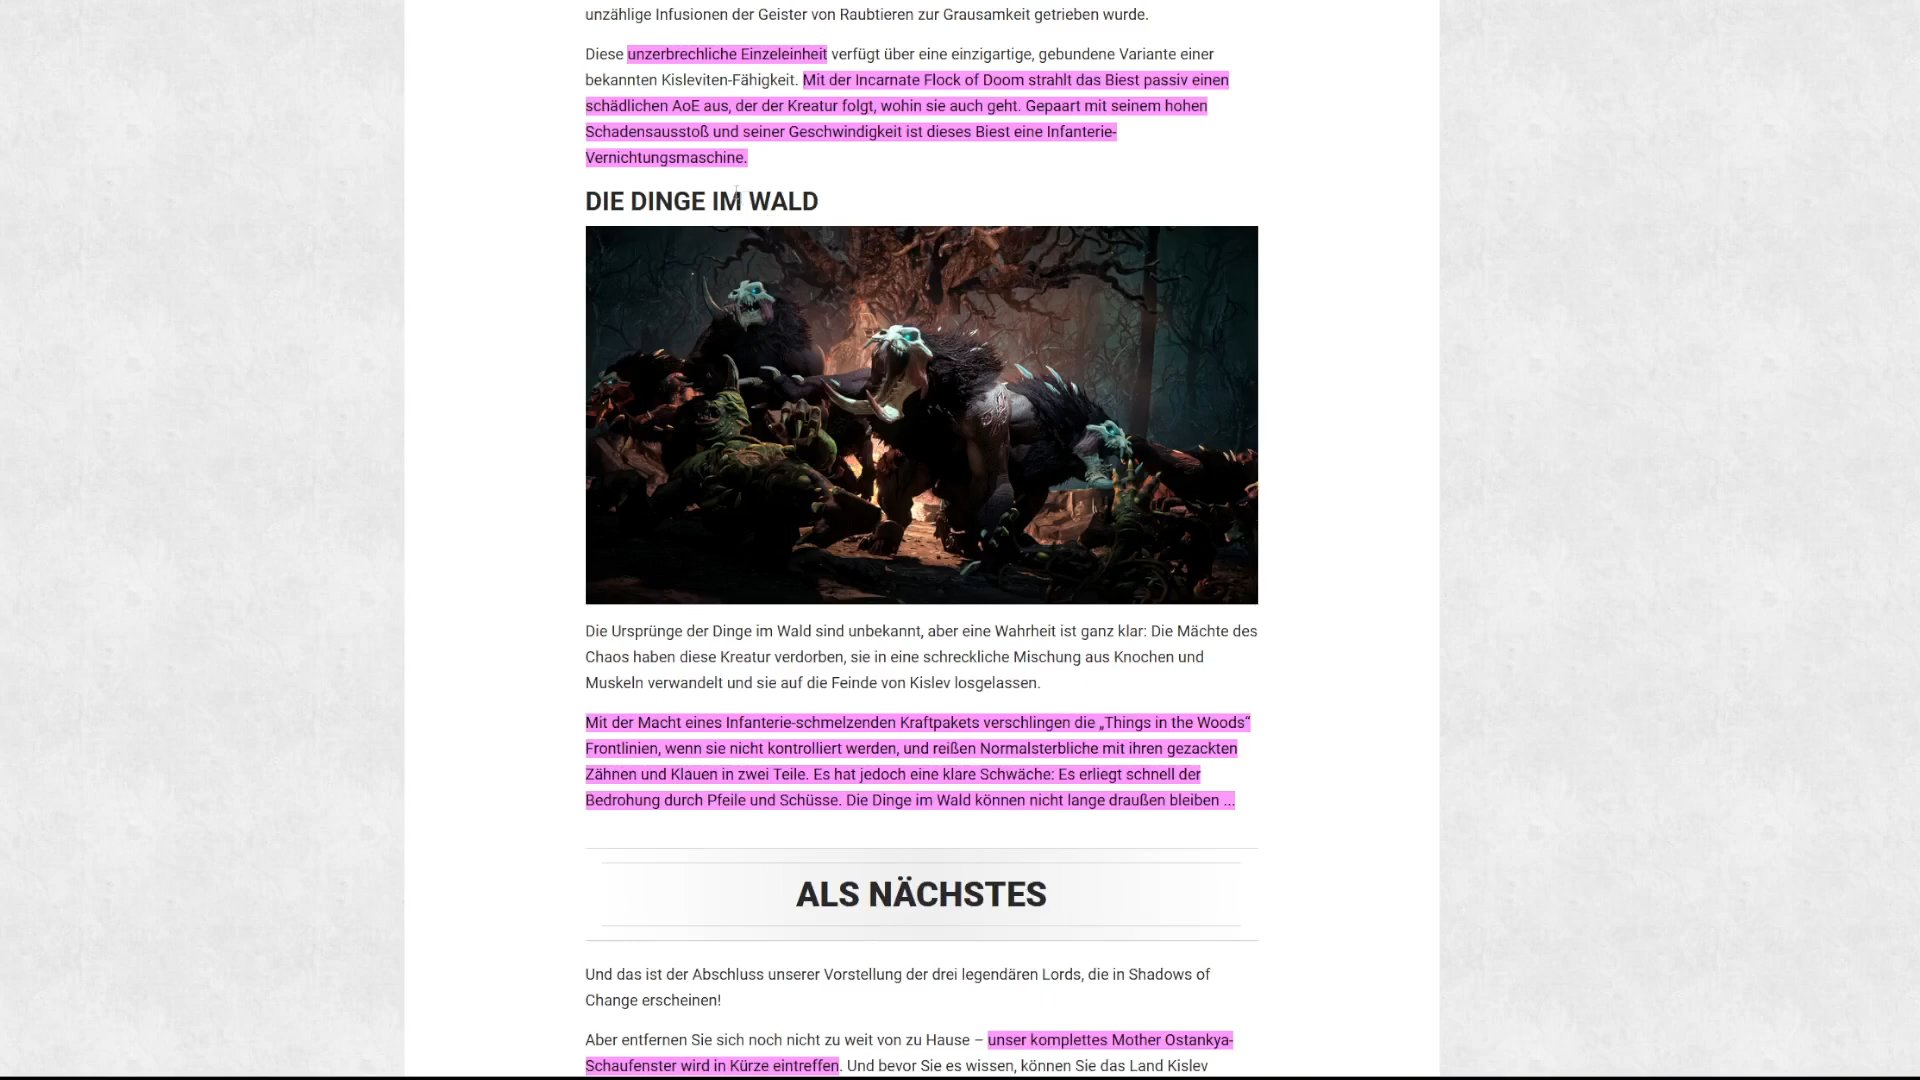 unzählige Infusionen der Geister von Raubtieren zur Grausamkeit getrieben wurde.
Diese unzerbrechliche Einzeleinheit verfügt über eine einzigartige, gebundene Variante einer
bekannten Kisleviten-Fähigkeit. Mit der Incarnate Flock of Doom strahlt das Biest passiv einen
schädlichen AoE aus, der der Kreatur folgt, wohin sie auch geht. Gepaart mit seinem hohen
Schadensausstoß und seiner Geschwindigkeit ist dieses Biest eine Infanterie-
Vernichtungsmaschine.
DIE DINGE IM WALD
Die Ursprünge der Dinge im Wald sind unbekannt, aber eine Wahrheit ist ganz klar: Die Mächte des
Chaos haben diese Kreatur verdorben, sie in eine schreckliche Mischung aus Knochen und
Muskeln verwandelt und sie auf die Feinde von Kislev losgelassen.
Mit der Macht eines Infanterie-schmelzenden Kraftpakets verschlingen die „Things in the Woods“
Frontlinien, wenn sie nicht kontrolliert werden, und reißen Normalsterbliche mit ihren gezackten
Zähnen und Klauen in zwei Teile. Es hat jedoch eine klare Schwäche: Es erliegt schnell der
Bedrohung durch Pfeile und Schüsse. Die Dinge im Wald können nicht lange draußen bleiben ...
ALS NÄCHSTES
Und das ist der Abschluss unserer Vorstellung der drei legendären Lords, die in Shadows of
Change erscheinen!
Aber entfernen Sie sich noch nicht zu weit von zu Hause – unser komplettes Mother Ostankya-
Schaufenster wird in Kürze eintreffen. Und bevor Sie es wissen, können Sie das Land Kislev